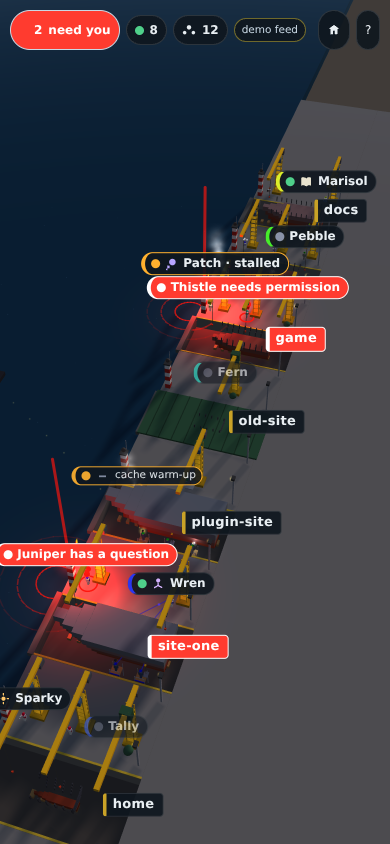 2 need you
8
12
demo feed
?
Marisol
docs
Pebble
Patch · stalled
Thistle needs permission
game
Fern
old-site
cache warm-up
plugin-site
Juniper has a question
Wren
site-one
Sparky
Tally
home